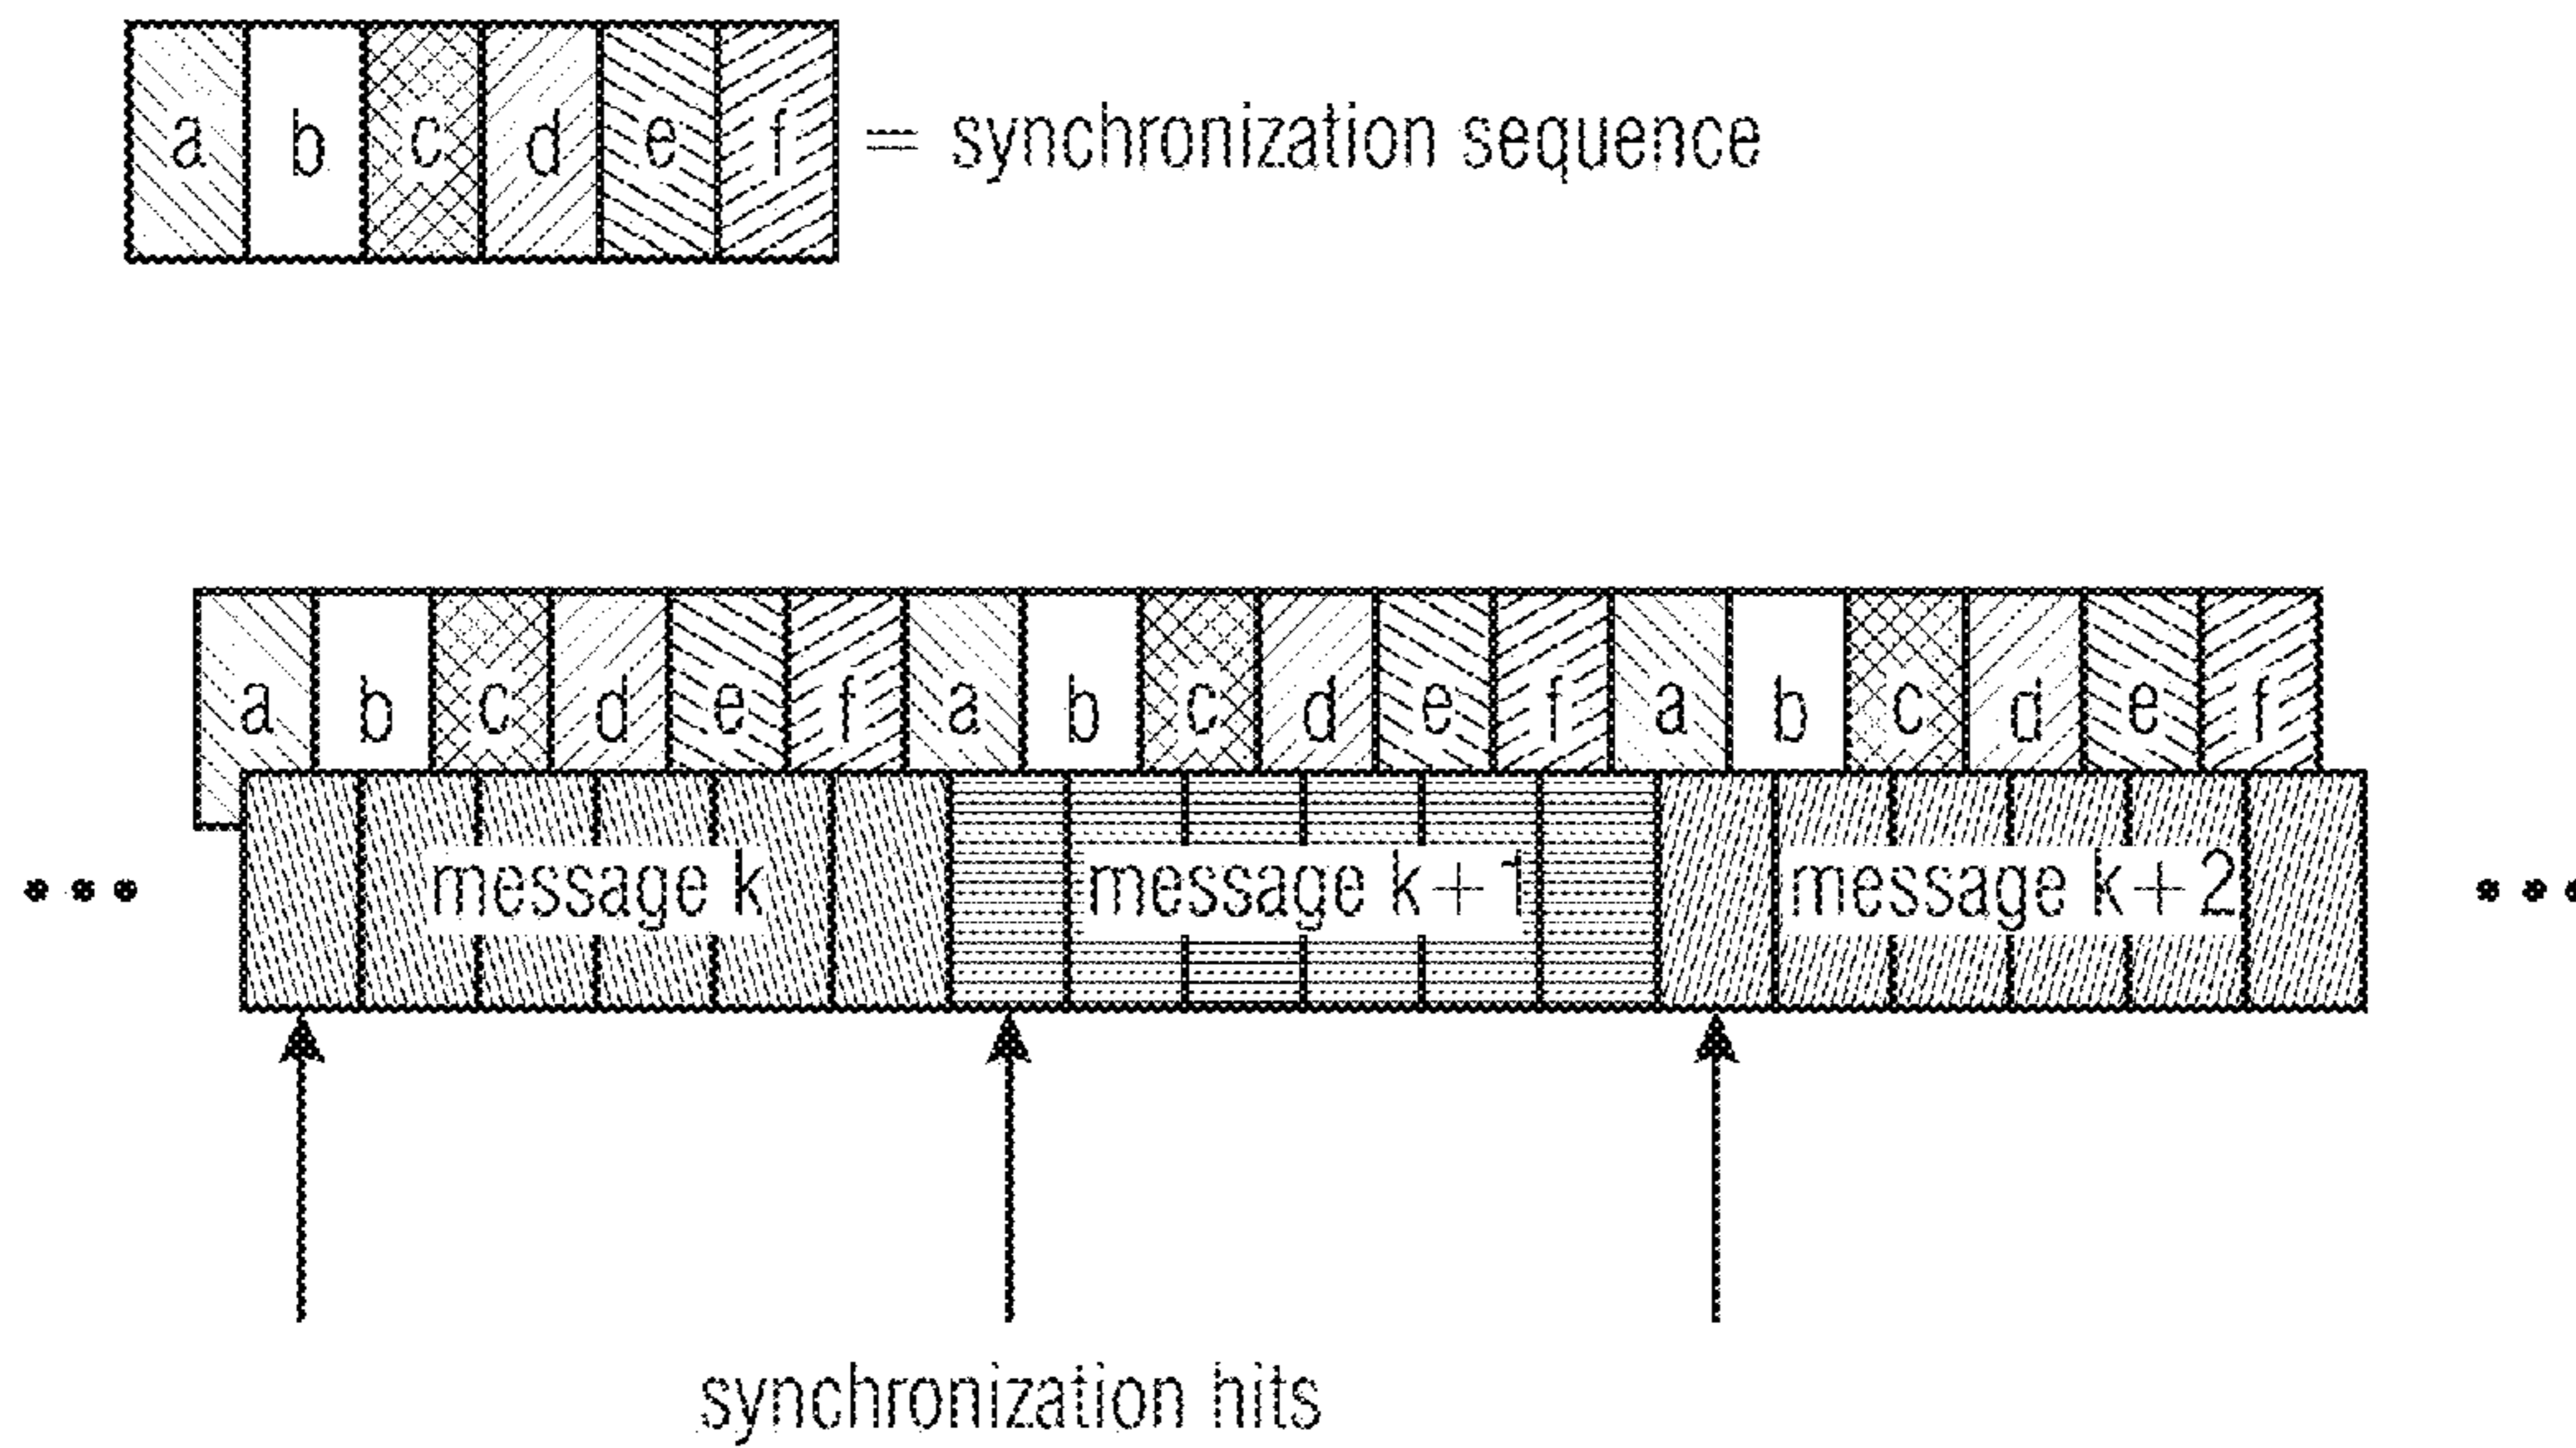 a b c d e f = synchronization sequence
a b c d e f a b c d e f a b c d e f
... message k message k+1 message k+2 ...
synchronization hits